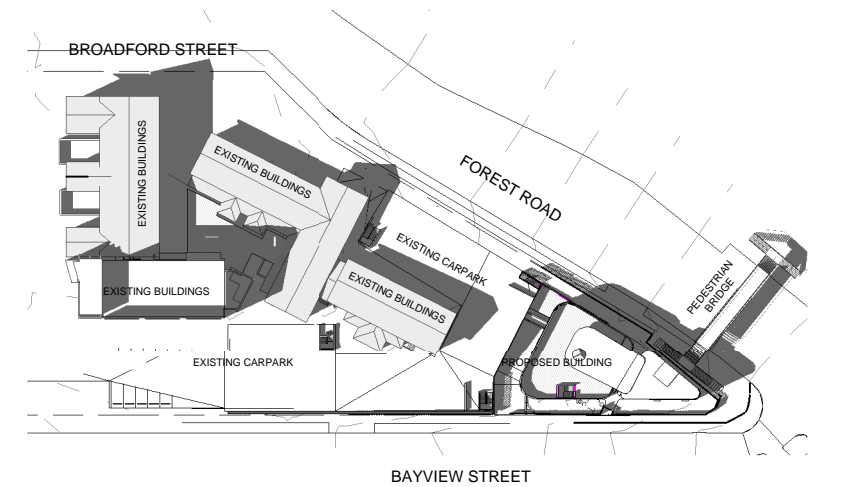 BROADFORD STREET
EXISTING BUILDINGS
EXISTING BUILDINGS
FOREST ROAD
EXISTING CARPARK
EXISTING BUILDINGS
EXISTING BUILDINGS
PEDESTRIAN
BRIDGE
EXISTING CARPARK
PROPOSED BUILDING
BAYVIEW STREET